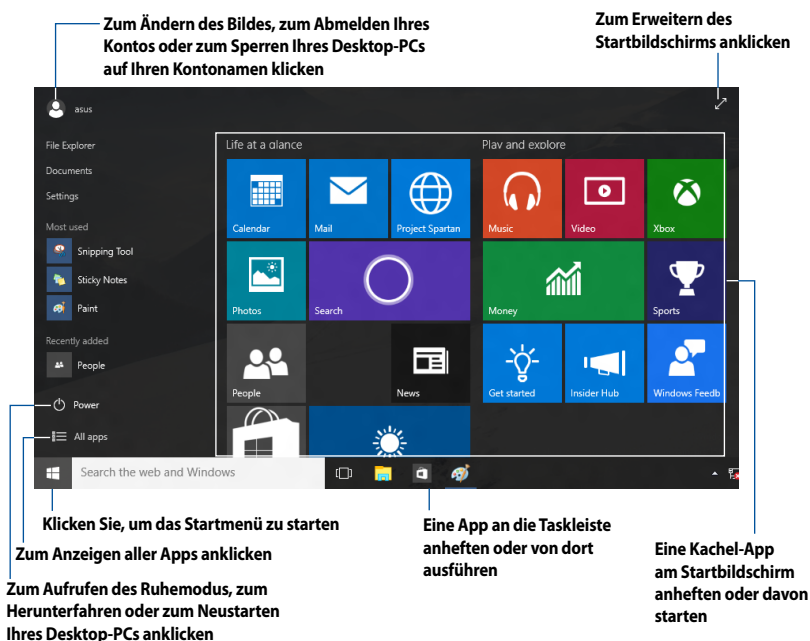 Zum Ändern des Bildes, zum Abmelden Ihres
Kontos oder zum Sperren Ihres Desktop-PCs
auf Ihren Kontonamen klicken
Zum Erweitern des
Startbildschirms anklicken
asus
File Explorer
Documents
Settings
Most used
Snipping Tool
Sticky Notes
Paint
Recently added
People
Power
All apps
Life at a glance
Calendar
Mail
Project Spartan
Photos
Search
People
News
Play and explore
Music
Video
Xbox
Money
Sports
Get started
Insider Hub
Windows Feedb
Search the web and Windows
Klicken Sie, um das Startmenü zu starten
Zum Anzeigen aller Apps anklicken
Zum Aufrufen des Ruhemodus, zum
Herunterfahren oder zum Neustarten
Ihres Desktop-PCs anklicken
Eine App an die Taskleiste
anheften oder von dort
ausführen
Eine Kachel-App
am Startbildschirm
anheften oder davon
starten